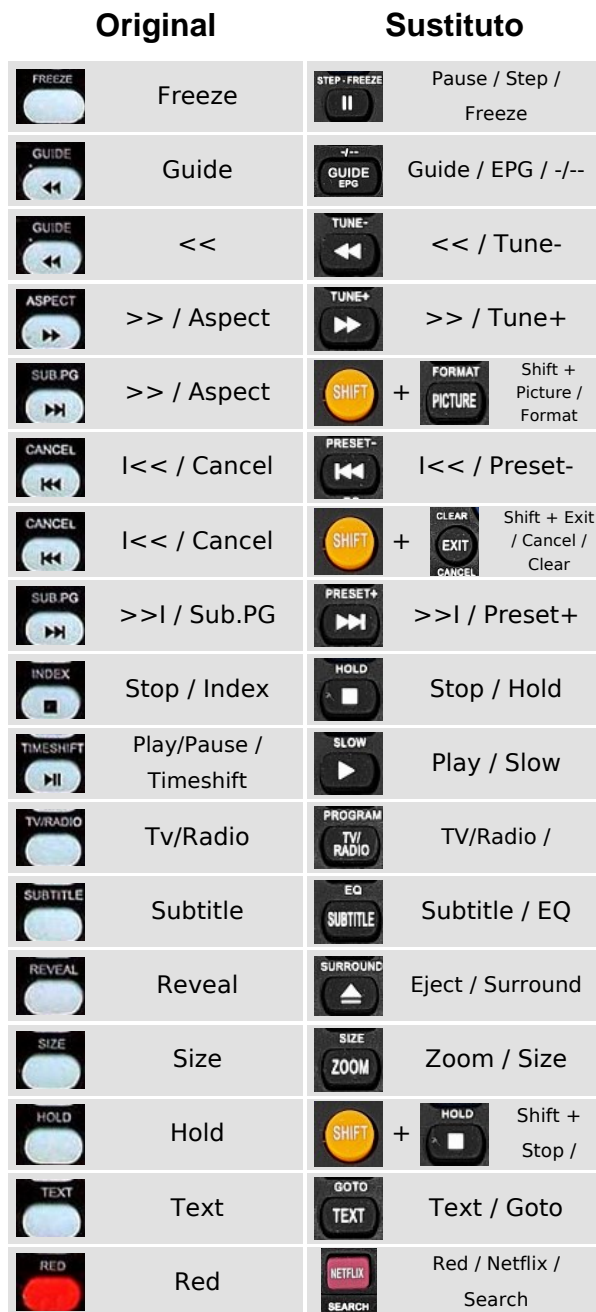 Original Sustituto
FREEZE Freeze STEP-FREEZE Pause / Step /
Freeze
GUIDE Guide -/-- GUIDE EPG Guide / EPG / -/--
GUIDE << TUNE- << / Tune-
ASPECT >> / Aspect TUNE+ >> / Tune+
SUB.PG >> / Aspect SHIFT + FORMAT PICTURE Shift +
Picture /
Format
CANCEL I<< / Cancel PRESET- I<< / Preset-
CANCEL I<< / Cancel SHIFT + CLEAR EXIT CANCEL Shift + Exit
/ Cancel /
Clear
SUB.PG >>I / Sub.PG PRESET+ >>I / Preset+
INDEX Stop / Index HOLD Stop / Hold
TIMESHIFT Play/Pause /
Timeshift SLOW Play / Slow
TV/RADIO Tv/Radio PROGRAM TV/ RADIO TV/Radio /
SUBTITLE Subtitle EQ SUBTITLE Subtitle / EQ
REVEAL Reveal SURROUND Eject / Surround
SIZE Size SIZE ZOOM Zoom / Size
HOLD Hold SHIFT + HOLD Shift +
Stop /
TEXT Text GOTO TEXT Text / Goto
RED Red NETFLIX SEARCH Red / Netflix /
Search